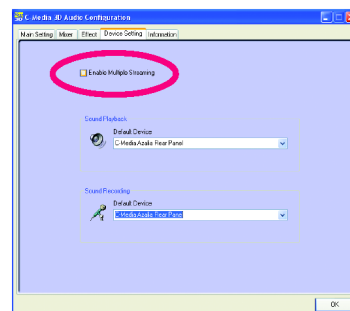 C-Media 3D Audio Configuration
Main Setting Mixer Effect Device Setting Information
Enable Multiple Streaming
Sound Playback
Default Device
C-Media Azalia Rear Panel
Sound Recording
Default Device
C-Media Azalia Rear Panel
OK